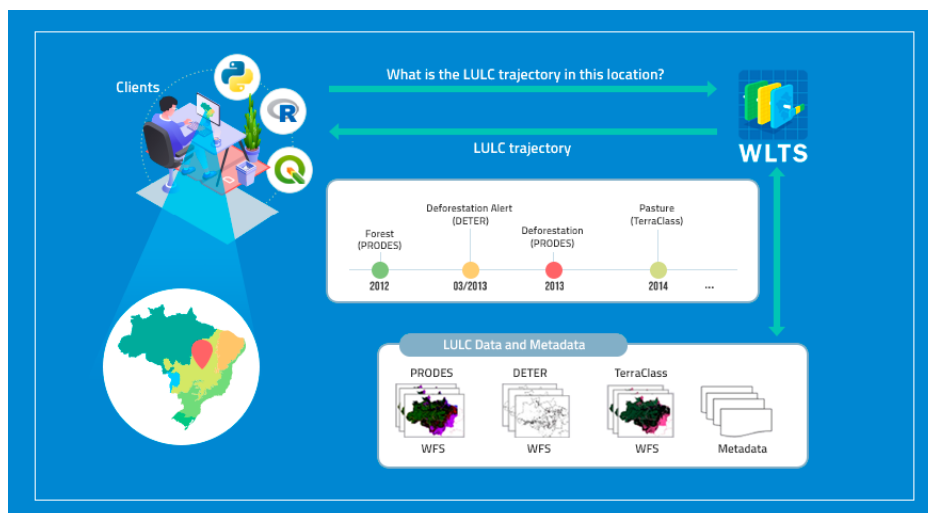 Clients
What is the LULC trajectory in this location?
R
WLTS
LULC trajectory
Deforestation Alert
(DETER)
Pasture
(TerraClass)
Forest
(PRODES)
Deforestation
(PRODES)
2012
03/2013
2013
2014
...
LULC Data and Metadata
PRODES
DETER
TerraClass
WFS
WFS
WFS
Metadata